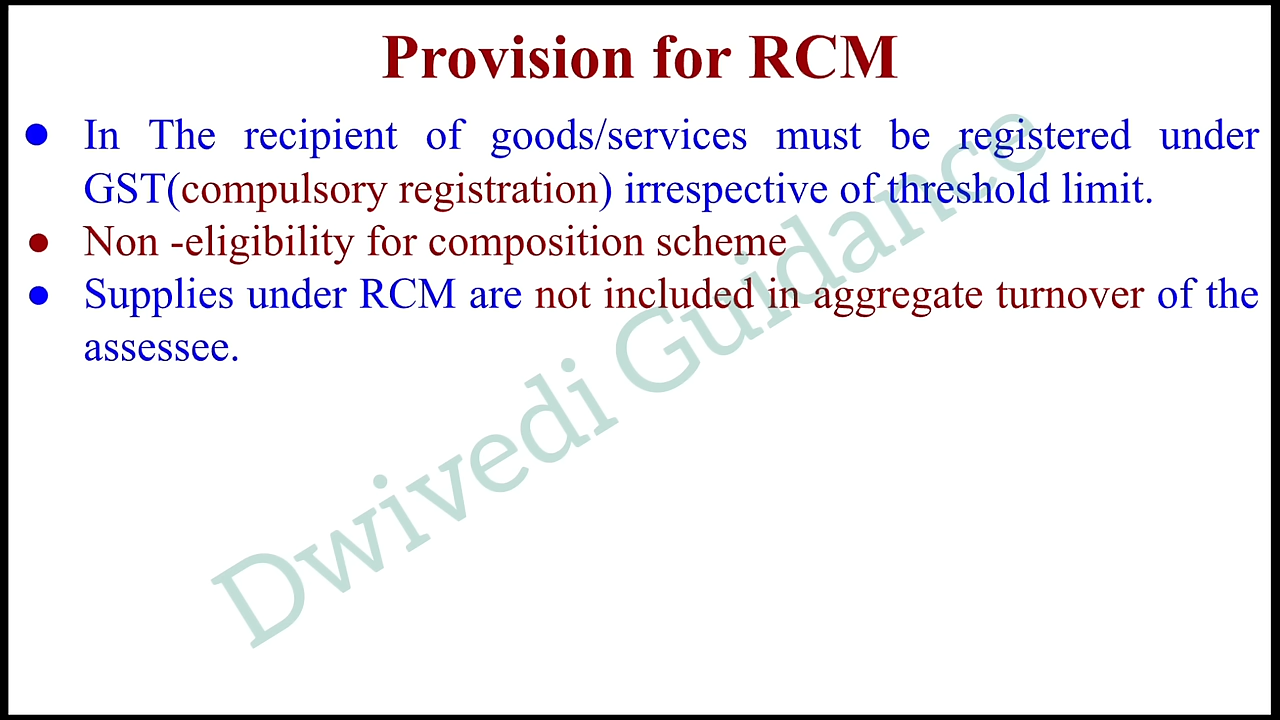 Provision for RCM
● In The recipient of goods/services must be registered under
GST(compulsory registration) irrespective of threshold limit.
● Non -eligibility for composition scheme
● Supplies under RCM are not included in aggregate turnover of the
assessee.
Dwivedi Guidance